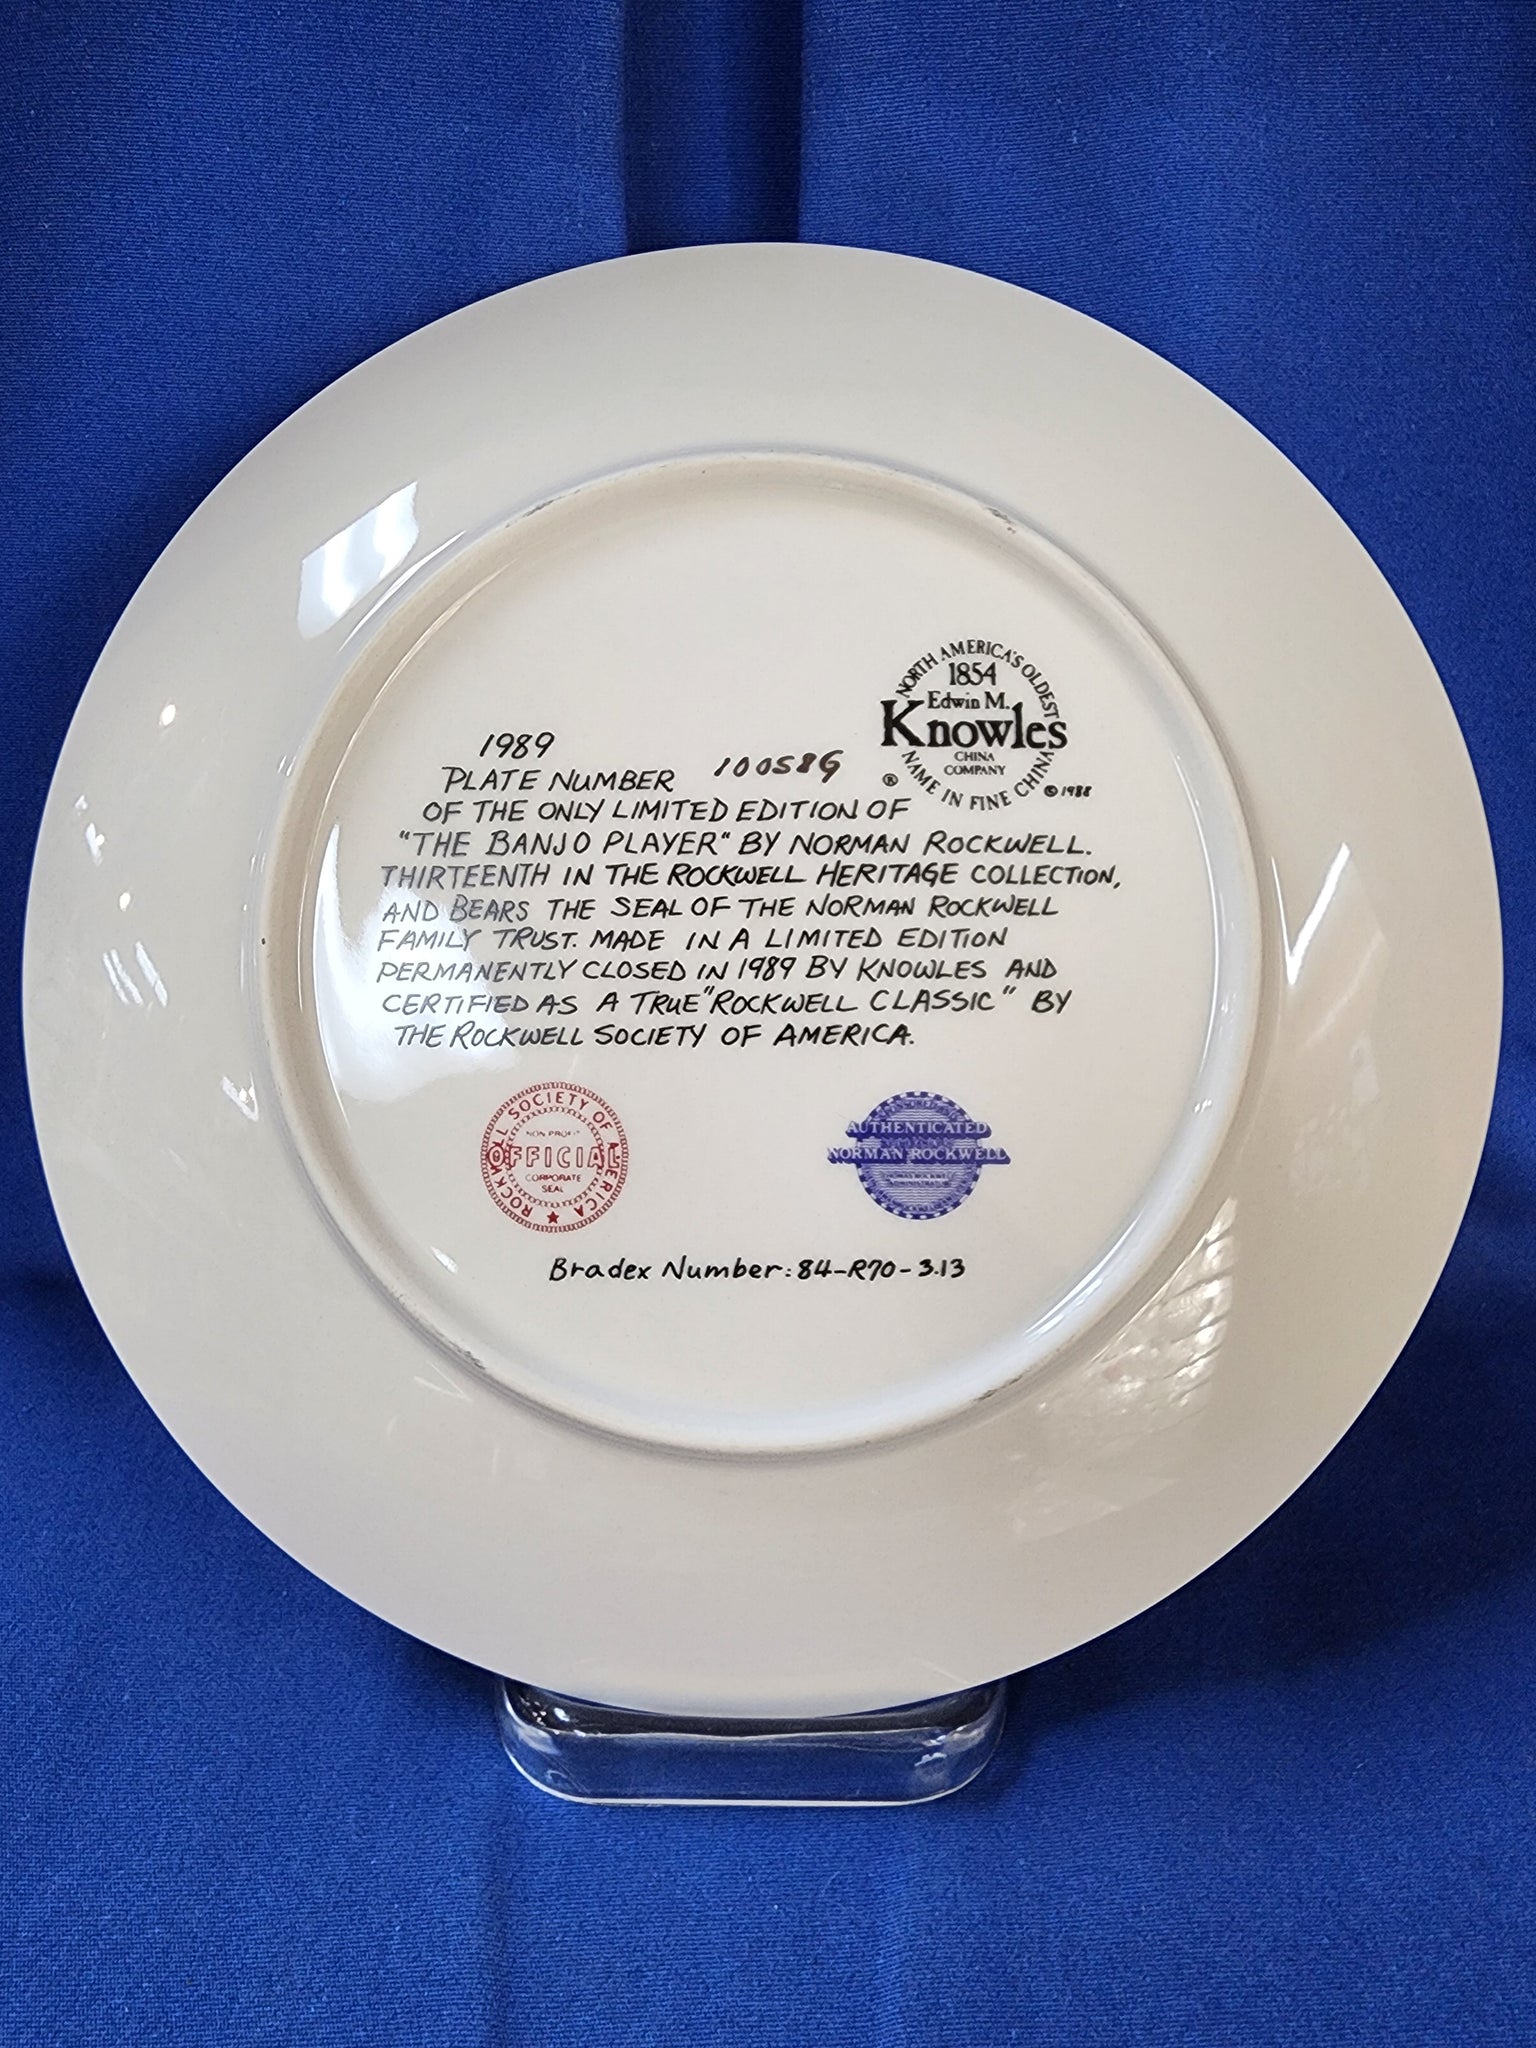 NORTH AMERICA'S OLDEST
1854
Edwin M.
Knowles
CHINA
COMPANY
NAME IN FINE CHINA
® © 1988
1989
PLATE NUMBER 10058G
OF THE ONLY LIMITED EDITION OF
"THE BANJO PLAYER" BY NORMAN ROCKWELL.
THIRTEENTH IN THE ROCKWELL HERITAGE COLLECTION,
AND BEARS THE SEAL OF THE NORMAN ROCKWELL
FAMILY TRUST. MADE IN A LIMITED EDITION
PERMANENTLY CLOSED IN 1989 BY KNOWLES AND
CERTIFIED AS A TRUE "ROCKWELL CLASSIC" BY
THE ROCKWELL SOCIETY OF AMERICA.
ROCKWELL SOCIETY OF AMERICA
NON PROFIT
OFFICIAL
CORPORATE
SEAL
AUTHENTICATED
NORMAN ROCKWELL
Bradex Number: 84-R70-3.13